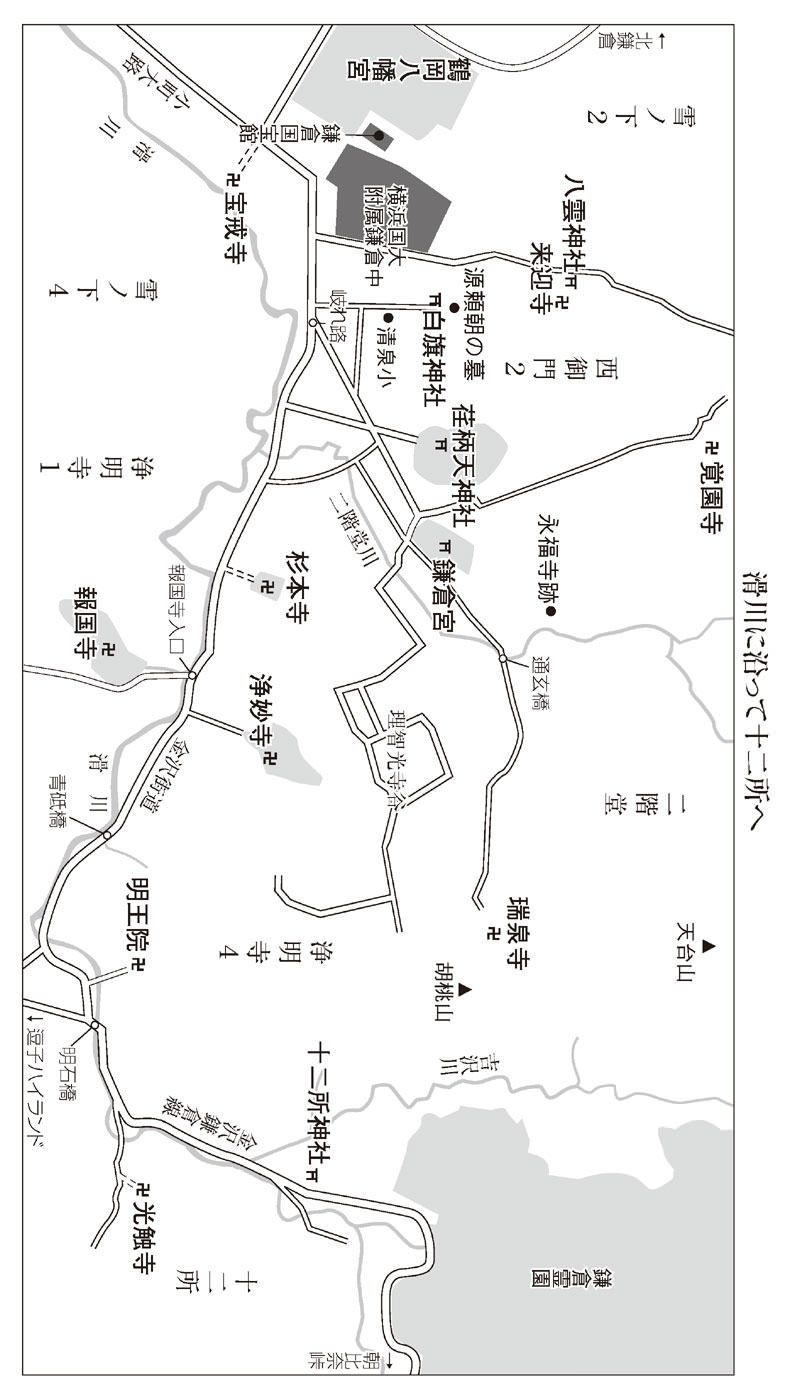 滑川に沿って十二所へ
←北鎌倉
鶴岡八幡宮
雪ノ下2
小町大路
滑川
鎌倉国宝館
卍宝戒寺
横浜国大
附属鎌倉中
八雲神社
来迎寺卍
雪ノ下4
岐れ路
源頼朝の墓
白旗神社
清泉小
西御門2
荏柄天神社
卍覚園寺
浄明寺1
二階堂川
鎌倉宮
永福寺跡
杉本寺
卍
報国寺入口
報国寺
卍
通玄橋
浄妙寺卍
理智光寺谷
金沢街道
滑川
青砥橋
二階堂
明王院卍
浄明寺4
瑞泉寺
卍
天台山
胡桃山
吉沢川
明石橋
↓逗子ハイランド
十二所神社
金沢鎌倉線
卍光触寺
十二所
鎌倉霊園
→朝比奈峠